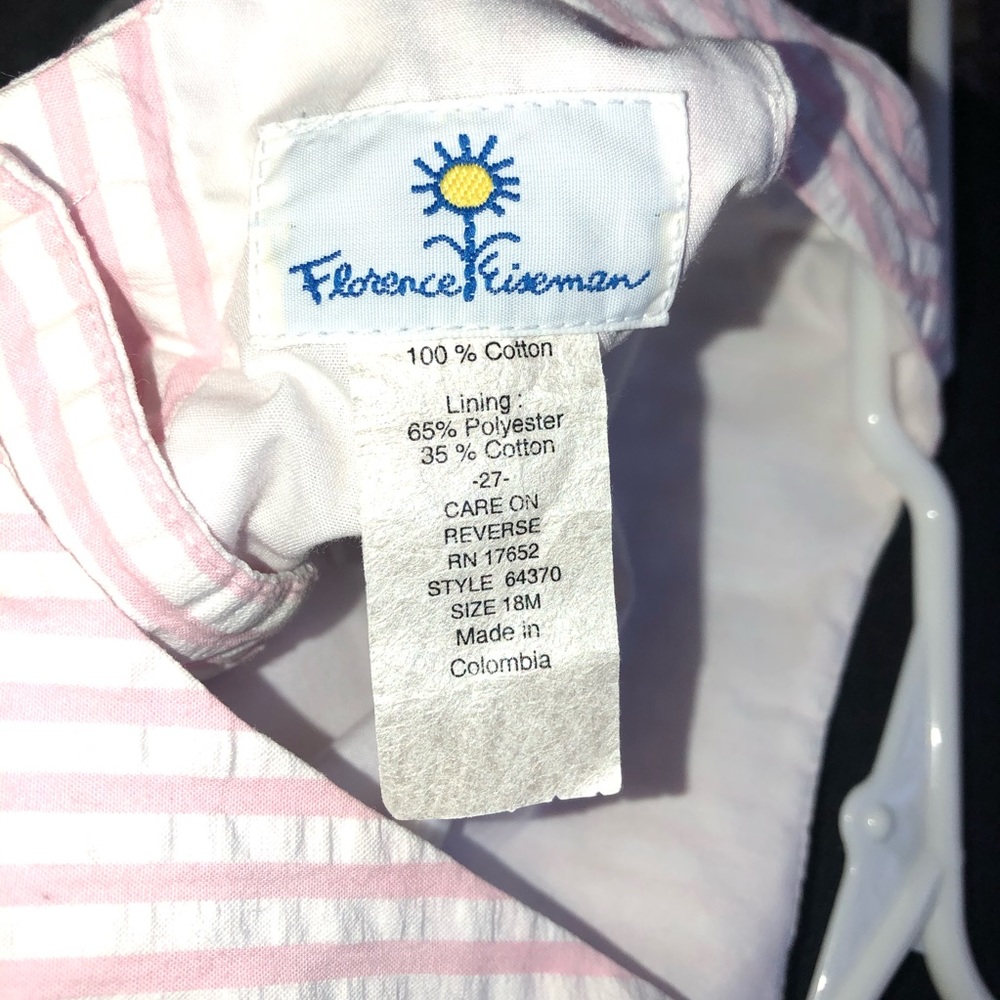 Florence Eiseman
100 % Cotton
Lining :
65% Polyester
35 % Cotton
-27-
CARE ON
REVERSE
RN 17652
STYLE 64370
SIZE 18M
Made in
Colombia